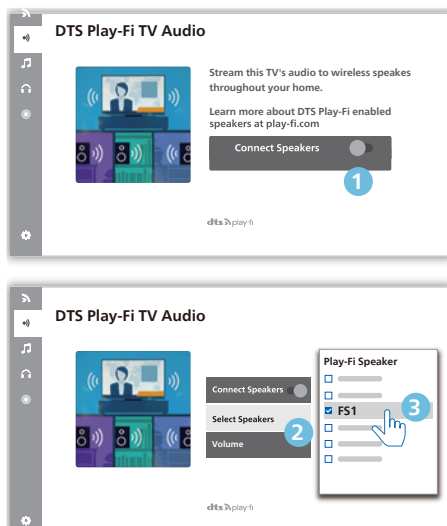 DTS Play-Fi TV Audio
Stream this TV's audio to wireless speakes
throughout your home.
Learn more about DTS Play-Fi enabled
speakers at play-fi.com
Connect Speakers
1
dts play-fi
DTS Play-Fi TV Audio
Connect Speakers
Select Speakers
Volume
2
Play-Fi Speaker
FS1
3
dts play-fi